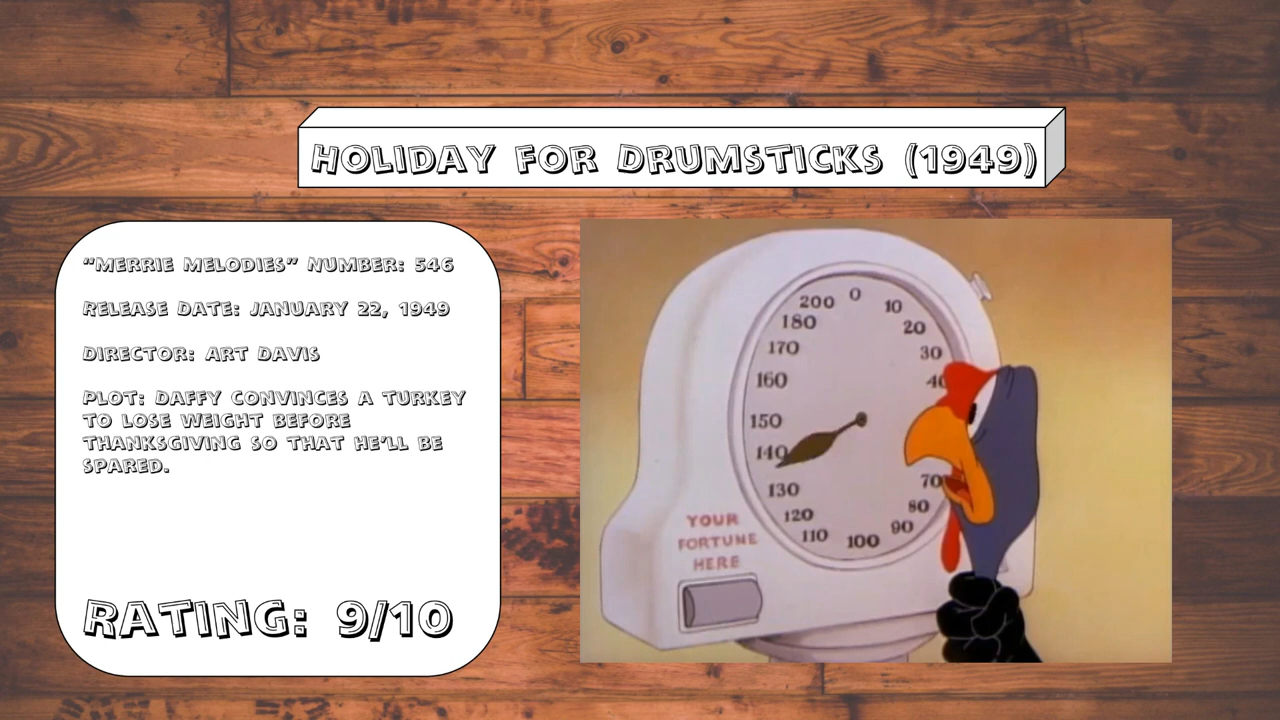 HOLIDAY FOR DRUMSTICKS (1949)
"MERRIE MELODIES" NUMBER: 546
RELEASE DATE: JANUARY 22, 1949
DIRECTOR: ART DAVIS
PLOT: DAFFY CONVINCES A TURKEY
TO LOSE WEIGHT BEFORE
THANKSGIVING SO THAT HE'LL BE
SPARED.
RATING: 9/10
0
10
20
30
40
70
80
90
100
110
120
130
140
150
160
170
180
200
YOUR
FORTUNE
HERE